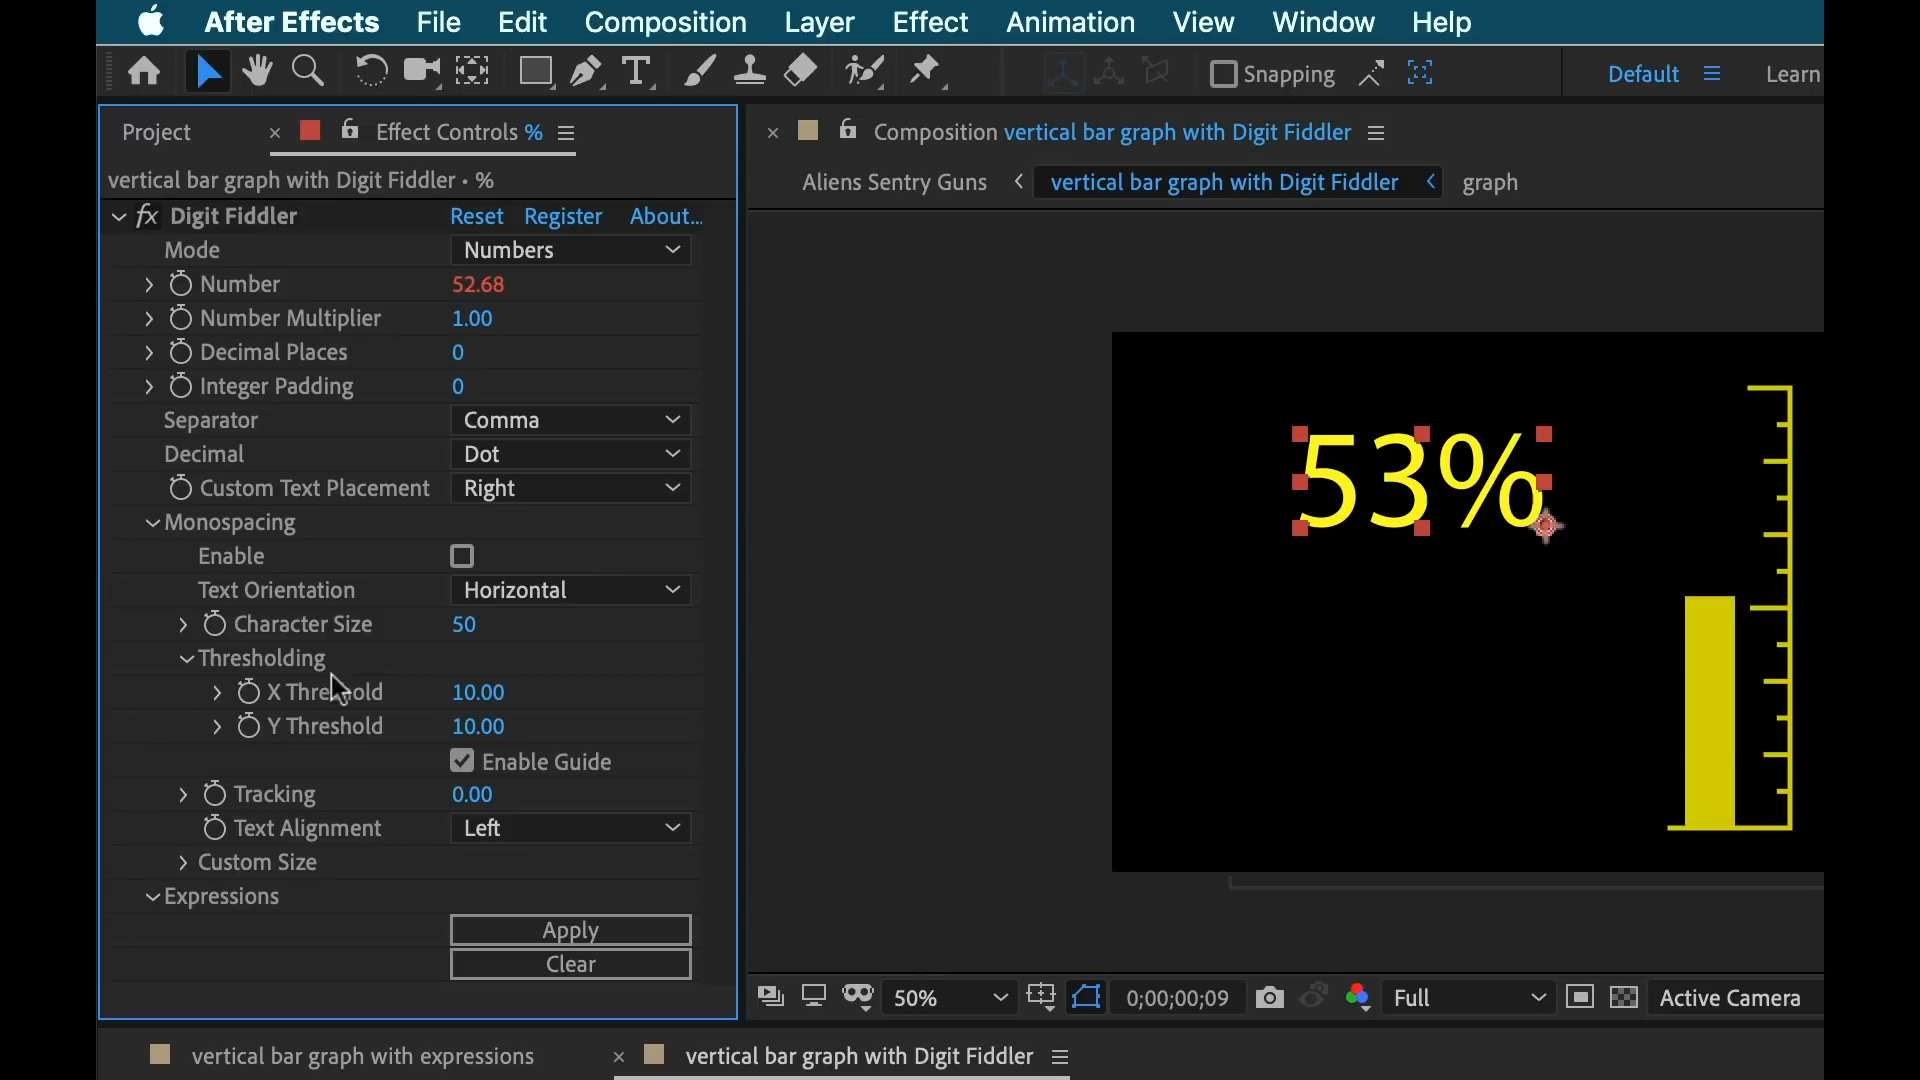 After Effects File Edit Composition Layer Effect Animation View Window Help
Snapping Default Learn
Project Effect Controls %
vertical bar graph with Digit Fiddler • %
Digit Fiddler Reset Register About...
Mode Numbers
Number 52.68
Number Multiplier 1.00
Decimal Places 0
Integer Padding 0
Separator Comma
Decimal Dot
Custom Text Placement Right
Monospacing
Enable
Text Orientation Horizontal
Character Size 50
Thresholding
X Threshold 10.00
Y Threshold 10.00
Enable Guide
Tracking 0.00
Text Alignment Left
Custom Size
Expressions
Apply
Clear
Composition vertical bar graph with Digit Fiddler
Aliens Sentry Guns vertical bar graph with Digit Fiddler graph
53%
50% 0;00;00;09 Full Active Camera
vertical bar graph with expressions vertical bar graph with Digit Fiddler